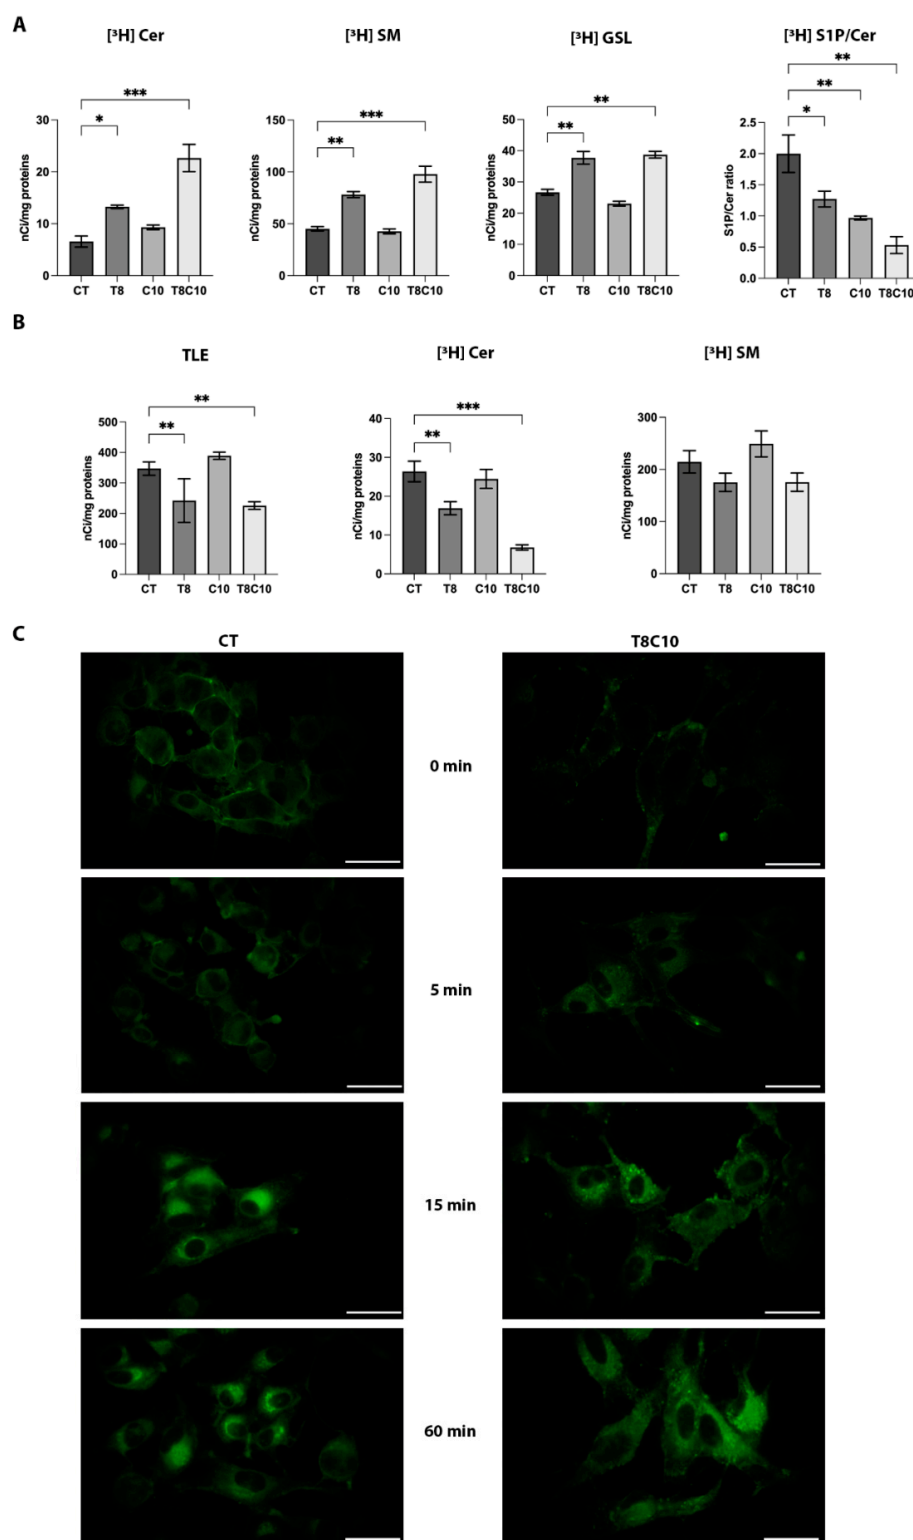 A
[³H] Cer
[³H] SM
[³H] GSL
[³H] S1P/Cer
***
*
30
20
10
0
nCi/mg proteins
CT T8 C10 T8C10
***
**
150
100
50
0
nCi/mg proteins
CT T8 C10 T8C10
**
**
40
30
20
10
0
nCi/mg proteins
CT T8 C10 T8C10
**
**
*
2.5
2.0
1.5
1.0
0.5
0.0
S1P/Cer ratio
CT T8 C10 T8C10
B
TLE
[³H] Cer
[³H] SM
**
**
500
400
300
200
100
0
nCi/mg proteins
CT T8 C10 T8C10
***
**
40
30
20
10
0
nCi/mg proteins
CT T8 C10 T8C10
300
200
100
0
nCi/mg proteins
CT T8 C10 T8C10
C
CT
T8C10
0 min
5 min
15 min
60 min